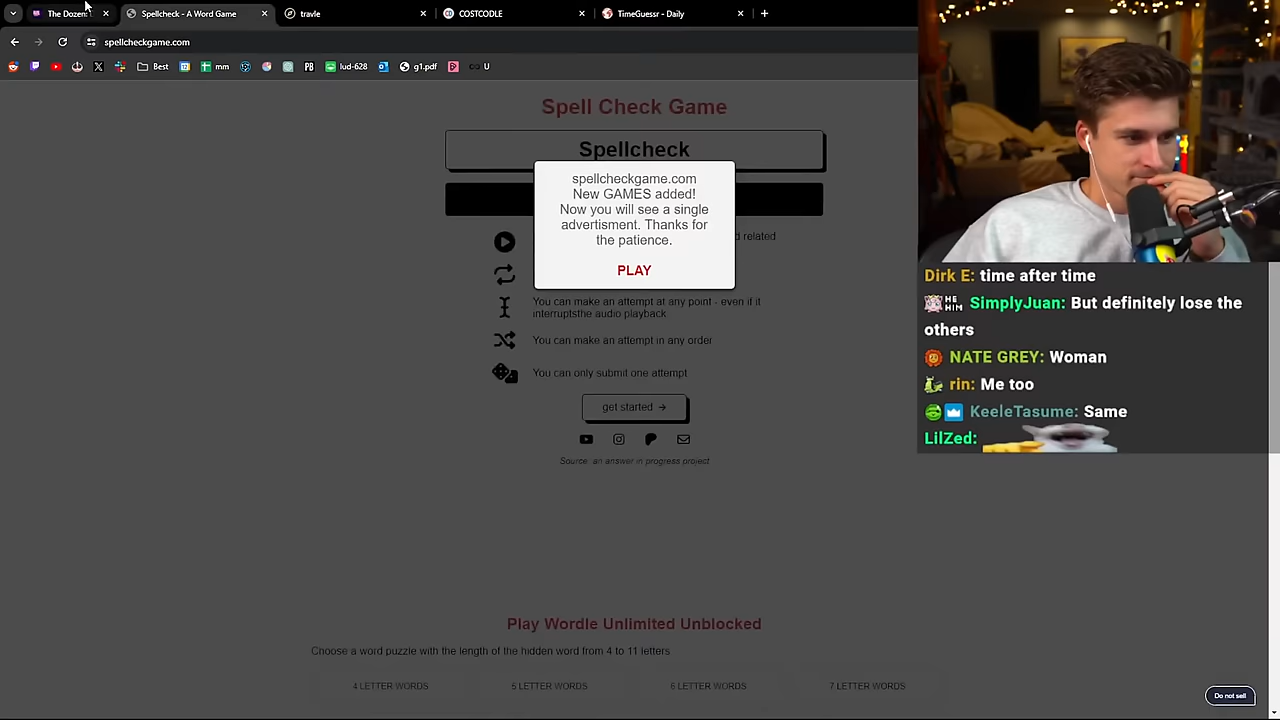 The Dozen:
Spellcheck - A Word Game
travle
COSTCODLE
TimeGuessr - Daily
spellcheckgame.com
Best
mm
lud-628
g1.pdf
U
Spell Check Game
Spellcheck
spellcheckgame.com
New GAMES added!
Now you will see a single
advertisment. Thanks for
the patience.
PLAY
d related
You can make an attempt at any point - even if it
interruptsthe audio playback
You can make an attempt in any order
You can only submit one attempt
get started →
Source: an answer in progress project
Play Wordle Unlimited Unblocked
Choose a word puzzle with the length of the hidden word from 4 to 11 letters
4 LETTER WORDS
5 LETTER WORDS
6 LETTER WORDS
7 LETTER WORDS
Do not sell
Dirk E: time after time
HE HIM SimplyJuan: But definitely lose the
others
NATE GREY: Woman
rin: Me too
KeeleTasume: Same
LilZed: